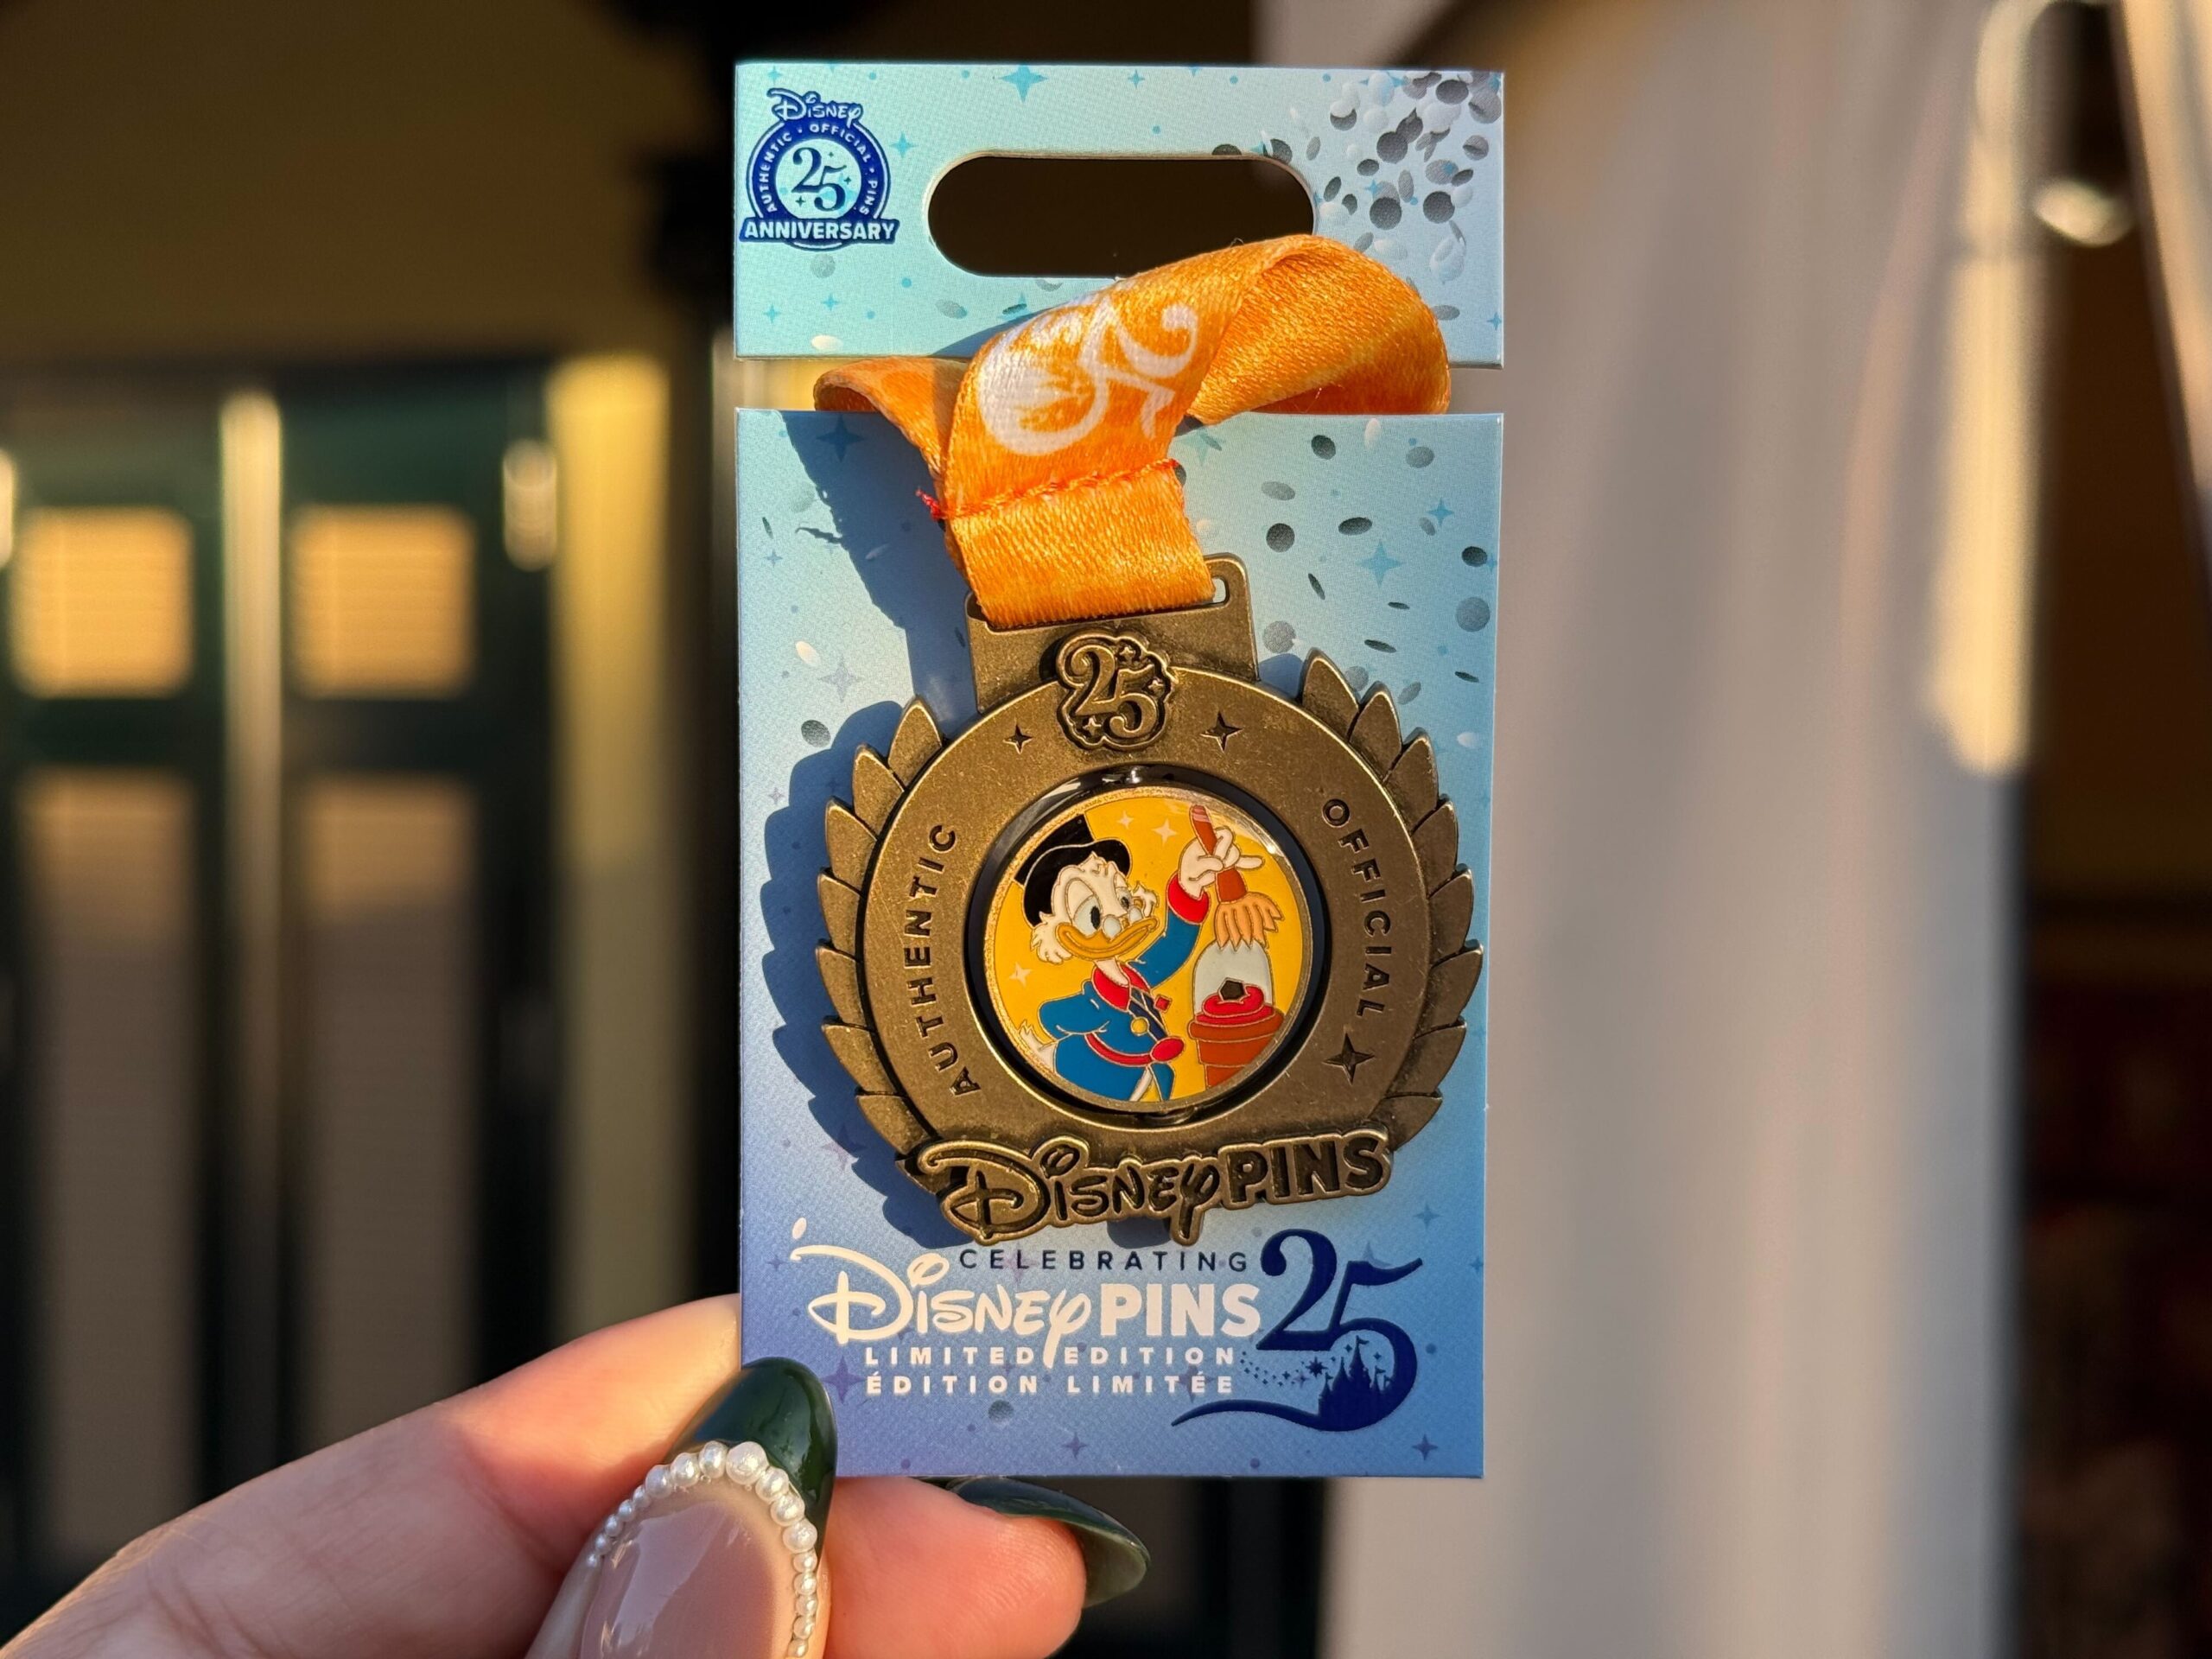 Disney
AUTHENTIC • OFFICIAL • PINS
25
ANNIVERSARY
25
AUTHENTIC
OFFICIAL
Disney PINS
CELEBRATING
Disney PINS 25
LIMITED EDITION
ÉDITION LIMITÉE